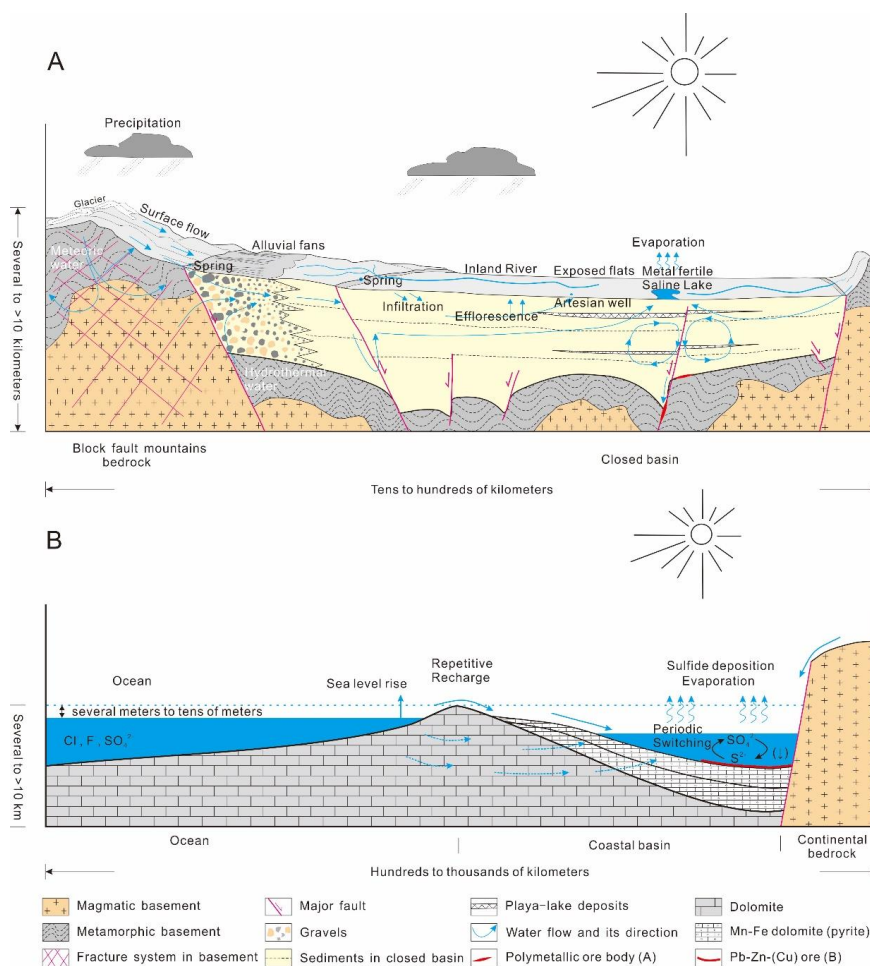 A
Precipitation
Glacier
Surface flow
Meteoric
water
Alluvial fans
Spring
Spring
Infiltration
Inland River
Efflorescence
Exposed flats
Artesian well
Evaporation
Metal fertile
Saline Lake
Hydrothermal
water
Several to >10 kilometers
Block fault mountains
bedrock
Closed basin
Tens to hundreds of kilometers
B
Ocean
Sea level rise
Repetitive
Recharge
Sulfide deposition
Evaporation
several meters to tens of meters
Cl , F , SO₄²⁻
Periodic
Switching
SO₄²⁻
S²⁻
(↓)
Several to >10 km
Ocean
Coastal basin
Continental
bedrock
Hundreds to thousands of kilometers
Magmatic basement
Major fault
Playa-lake deposits
Dolomite
Metamorphic basement
Gravels
Water flow and its direction
Mn-Fe dolomite (pyrite)
Fracture system in basement
Sediments in closed basin
Polymetallic ore body (A)
Pb-Zn-(Cu) ore (B)